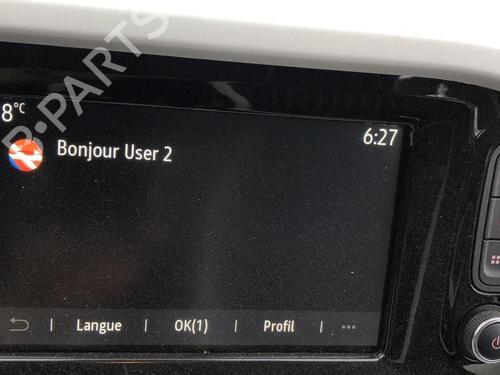 B-PARTS
8°C
6:27
Bonjour User 2
Langue OK(1) Profil ...